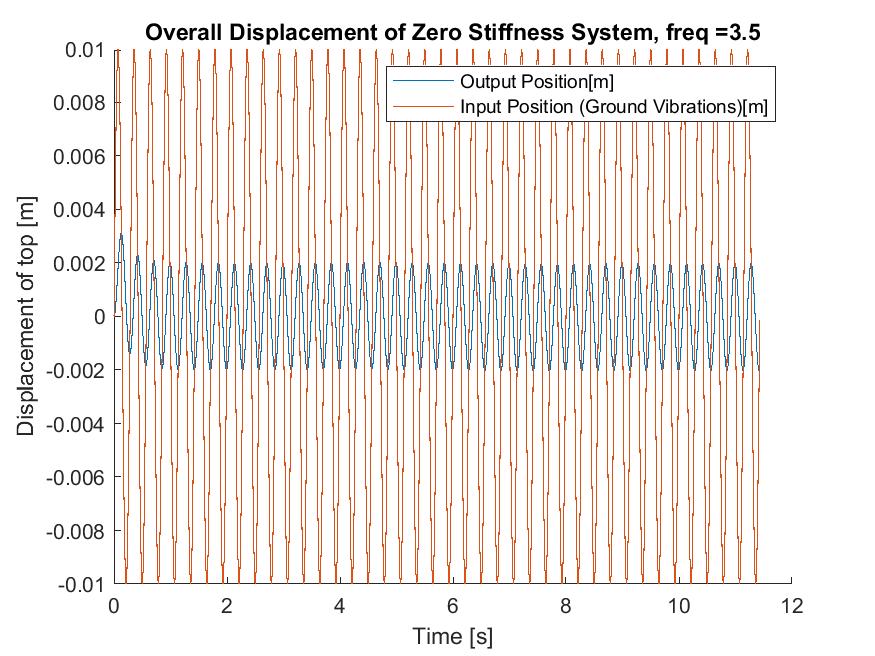 Overall Displacement of Zero Stiffness System, freq =3.5
Output Position[m]
Input Position (Ground Vibrations)[m]
Displacement of top [m]
0.01
0.008
0.006
0.004
0.002
0
-0.002
-0.004
-0.006
-0.008
-0.01
0 2 4 6 8 10 12
Time [s]